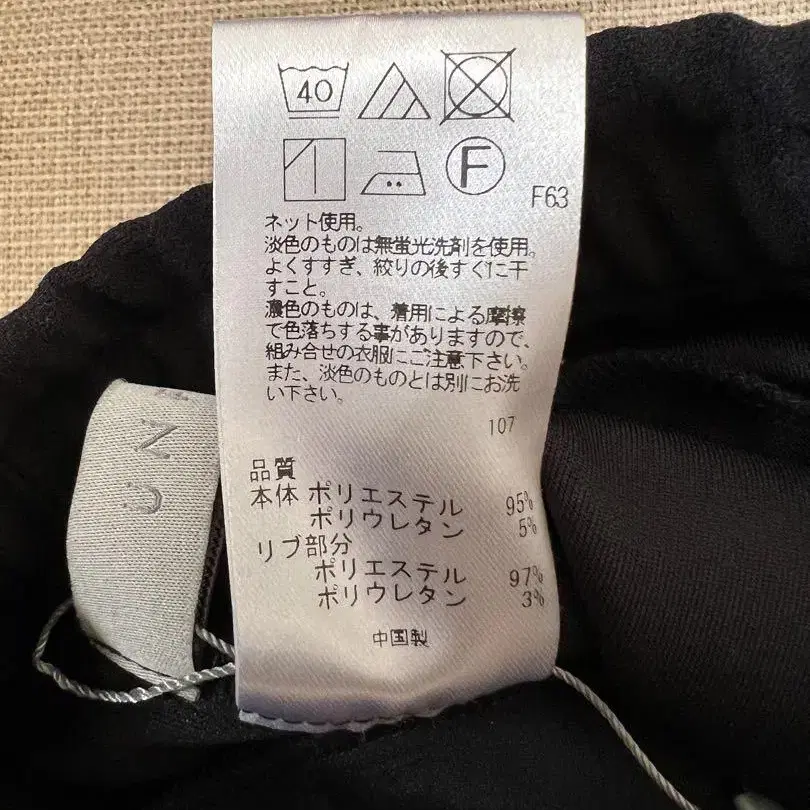 40
F
F63
ネット使用。
淡色のものは無蛍光洗剤を使用。
よくすすぎ、絞りの後すぐに干
すこと。
濃色のものは、着用による摩擦
で色落ちする事がありますので、
組み合せの衣服にご注意下さい。
また、淡色のものとは別にお洗
い下さい。
107
品質
本体 ポリエステル 95%
ポリウレタン 5%
リブ部分
ポリエステル 97%
ポリウレタン 3%
中国製